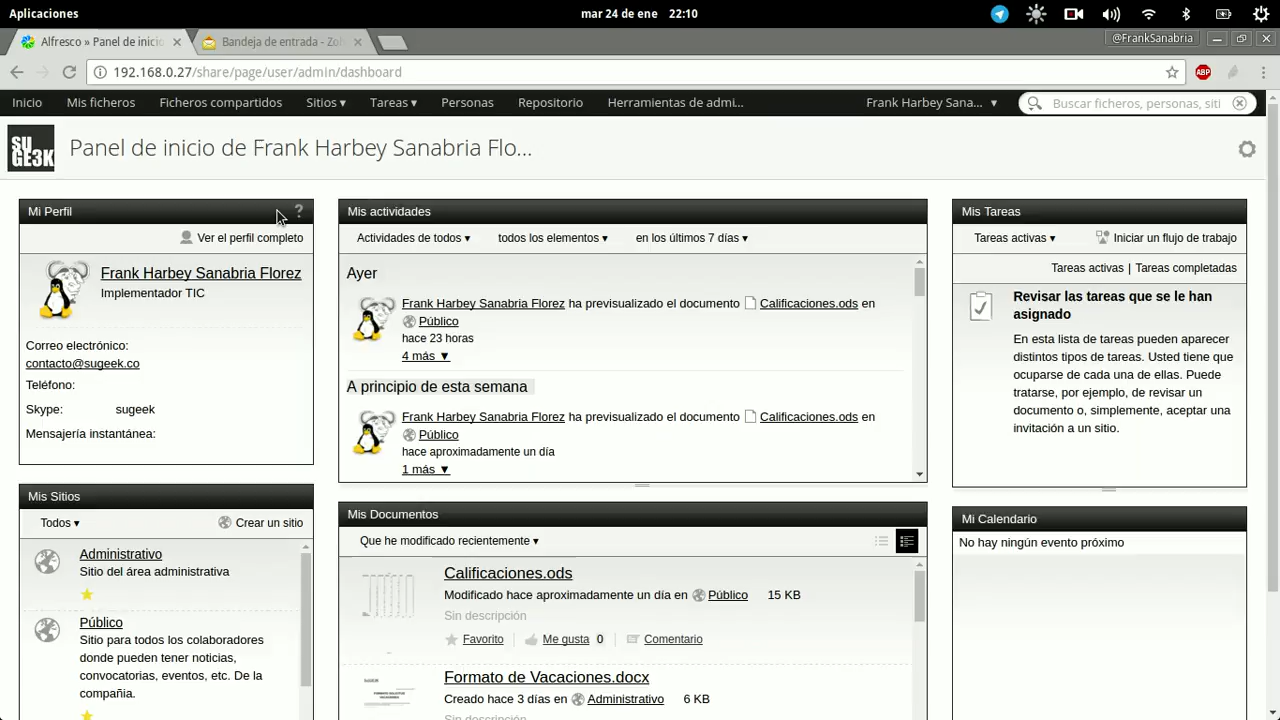 Aplicaciones
mar 24 de ene 22:10
Alfresco » Panel de inicio
Bandeja de entrada - Zoh
@FrankSanabria
192.168.0.27/share/page/user/admin/dashboard
ABP
Inicio Mis ficheros Ficheros compartidos Sitios ▾ Tareas ▾ Personas Repositorio Herramientas de admi... Frank Harbey Sana... ▾ Buscar ficheros, personas, siti
SU
GE3K
Panel de inicio de Frank Harbey Sanabria Flo...
Mi Perfil ?
Ver el perfil completo
Frank Harbey Sanabria Florez
Implementador TIC
Correo electrónico:
contacto@sugeek.co
Teléfono:
Skype: sugeek
Mensajería instantánea:
Mis Sitios
Todos ▾ Crear un sitio
Administrativo
Sitio del área administrativa
Público
Sitio para todos los colaboradores
donde pueden tener noticias,
convocatorias, eventos, etc. De la
compañia.
Mis actividades
Actividades de todos ▾ todos los elementos ▾ en los últimos 7 días ▾
Ayer
Frank Harbey Sanabria Florez ha previsualizado el documento Calificaciones.ods en
Público
hace 23 horas
4 más ▼
A principio de esta semana
Frank Harbey Sanabria Florez ha previsualizado el documento Calificaciones.ods en
Público
hace aproximadamente un día
1 más ▼
Mis Documentos
Que he modificado recientemente ▾
Calificaciones.ods
Modificado hace aproximadamente un día en Público 15 KB
Sin descripción
Favorito Me gusta 0 Comentario
Formato de Vacaciones.docx
Creado hace 3 días en Administrativo 6 KB
Sin descripción
Mis Tareas
Tareas activas ▾ Iniciar un flujo de trabajo
Tareas activas | Tareas completadas
Revisar las tareas que se le han
asignado
En esta lista de tareas pueden aparecer
distintos tipos de tareas. Usted tiene que
ocuparse de cada una de ellas. Puede
tratarse, por ejemplo, de revisar un
documento o, simplemente, aceptar una
invitación a un sitio.
Mi Calendario
No hay ningún evento próximo